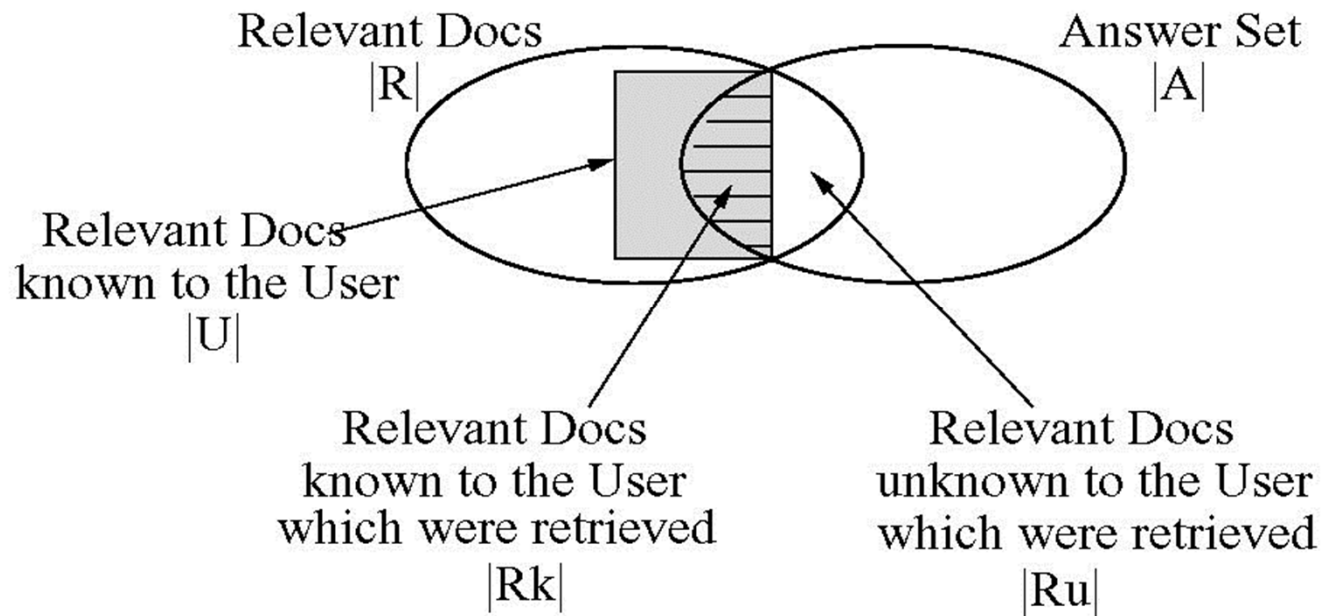 Relevant Docs
|R|
Answer Set
|A|
Relevant Docs
known to the User
|U|
Relevant Docs
known to the User
which were retrieved
|Rk|
Relevant Docs
unknown to the User
which were retrieved
|Ru|